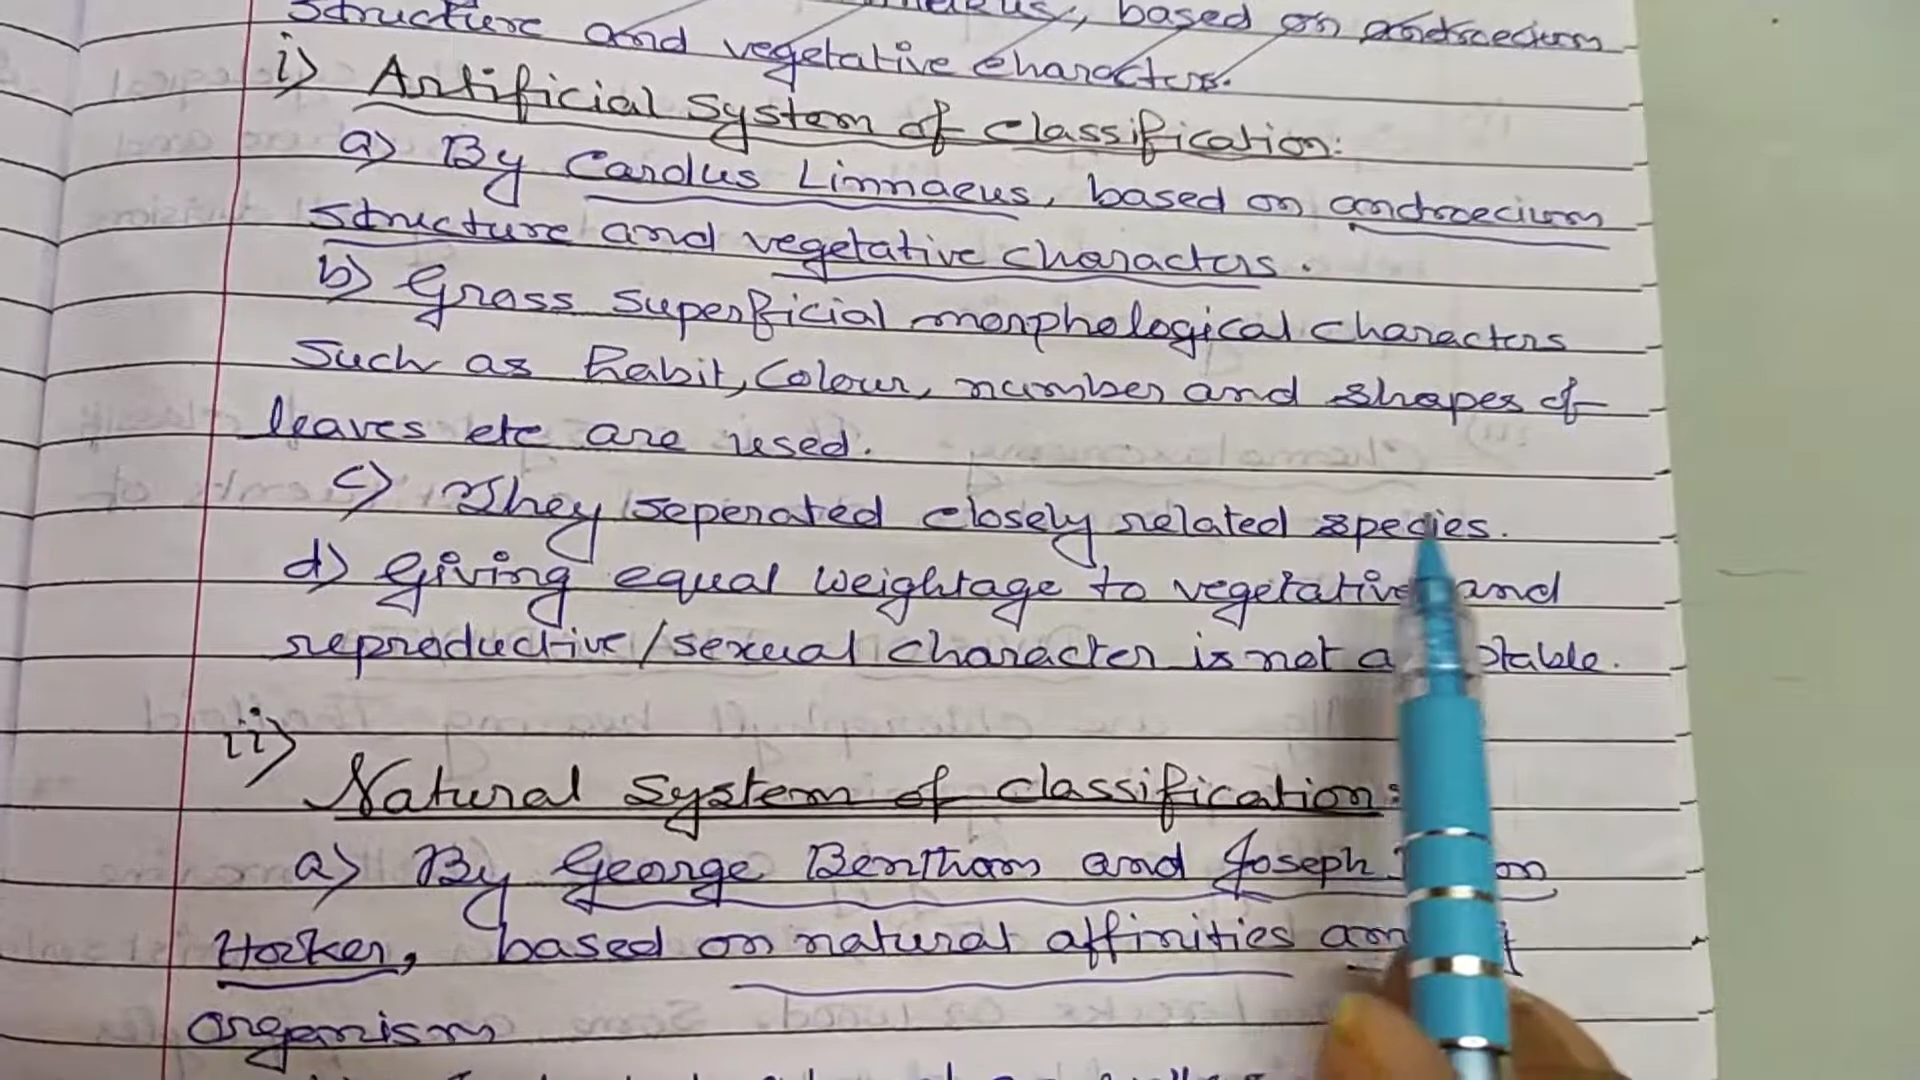 structure and vegetative characters.
based on androecium
i) Artificial system of classification:
a) By Carolus Linnaeus, based on androecium
structure and vegetative characters.
b) Gross superficial morphological characters
such as Habit, Colour, number and shapes of
leaves etc are used.
c) They seperated closely related species.
d) Giving equal weightage to vegetative and
reproductive/sexual character is not
ii)
Natural system of classification:
a) By George Bentham and Joseph
Hooker, based on natural affinities
organism